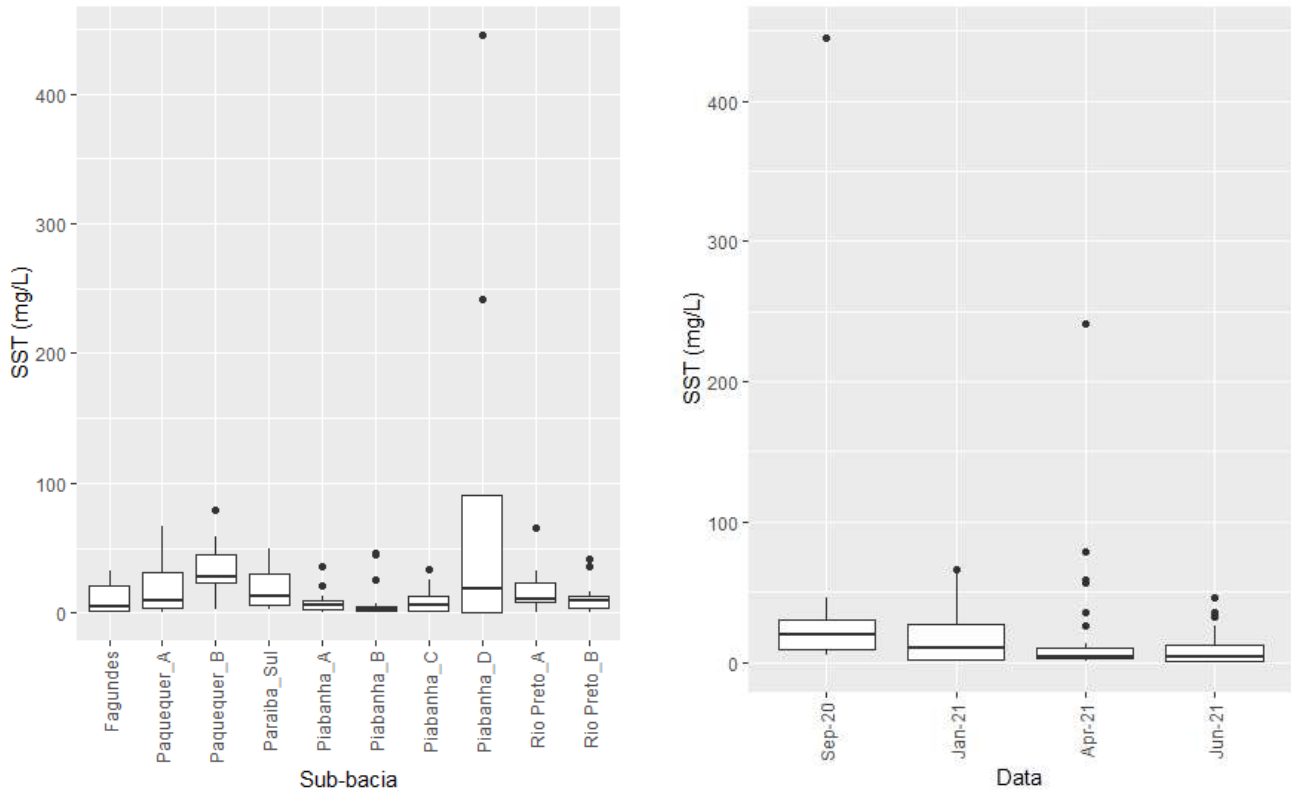 SST (mg/L)
400
300
200
100
0
Fagundes
Paquequer_A
Paquequer_B
Paraiba_Sul
Piabanha_A
Piabanha_B
Piabanha_C
Piabanha_D
Rio Preto_A
Rio Preto_B
Sub-bacia
SST (mg/L)
400
300
200
100
0
Sep-20
Jan-21
Apr-21
Jun-21
Data